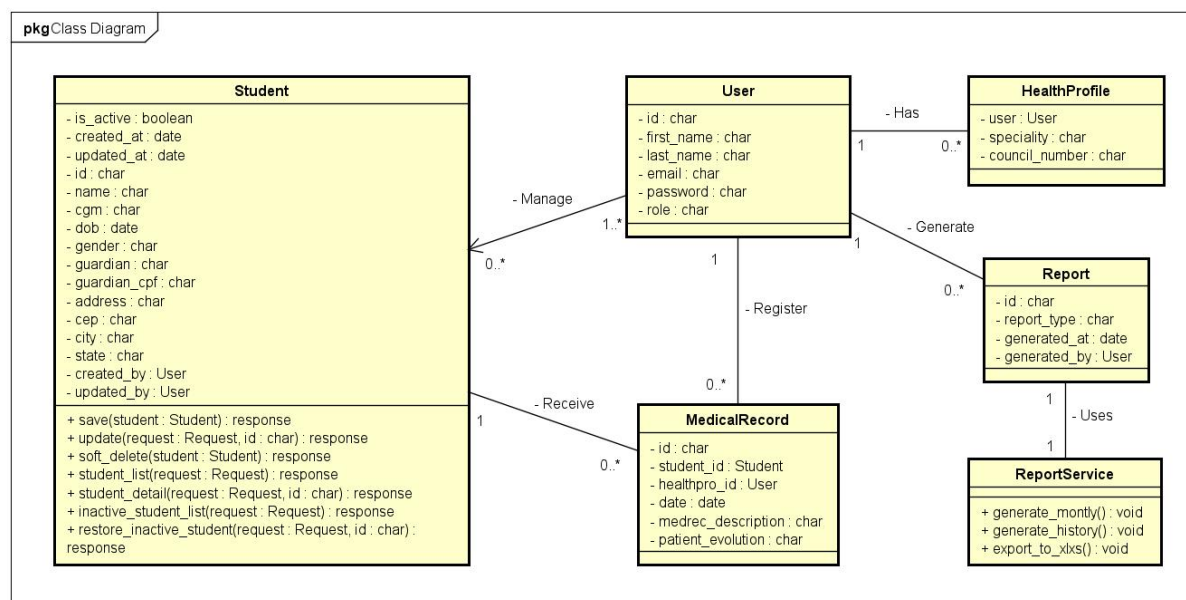 pkg Class Diagram
Student
- is_active : boolean
- created_at : date
- updated_at : date
- id : char
- name : char
- cgm : char
- dob : date
- gender : char
- guardian : char
- guardian_cpf : char
- address : char
- cep : char
- city : char
- state : char
- created_by : User
- updated_by : User
+ save(student : Student) : response
+ update(request : Request, id : char) : response
+ soft_delete(student : Student) : response
+ student_list(request : Request) : response
+ student_detail(request : Request, id : char) : response
+ inactive_student_list(request : Request) : response
+ restore_inactive_student(request : Request, id : char) :
response
- Manage
1..*
0..*
User
- id : char
- first_name : char
- last_name : char
- email : char
- password : char
- role : char
- Has
1
0..*
HealthProfile
- user : User
- speciality : char
- council_number : char
- Generate
1
0..*
Report
- id : char
- report_type : char
- generated_at : date
- generated_by : User
1
- Register
0..*
- Receive
1
0..*
MedicalRecord
- id : char
- student_id : Student
- healthpro_id : User
- date : date
- medrec_description : char
- patient_evolution : char
1
- Uses
1
ReportService
+ generate_montly() : void
+ generate_history() : void
+ export_to_xlxs() : void